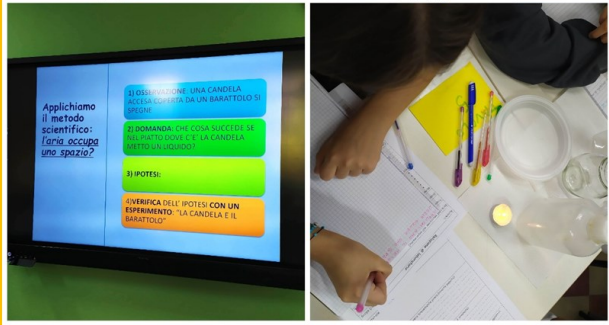 Applichiamo
il metodo
scientifico:
l'aria occupa
uno spazio?
1) OSSERVAZIONE: UNA CANDELA
ACCESA COPERTA DA UN BARATTOLO SI
SPEGNE
2) DOMANDA: CHE COSA SUCCEDE SE
NEL PIATTO DOVE C'E' LA CANDELA
METTO UN LIQUIDO?
3) IPOTESI:
4)VERIFICA DELL' IPOTESI CON UN
ESPERIMENTO: "LA CANDELA E IL
BARATTOLO"